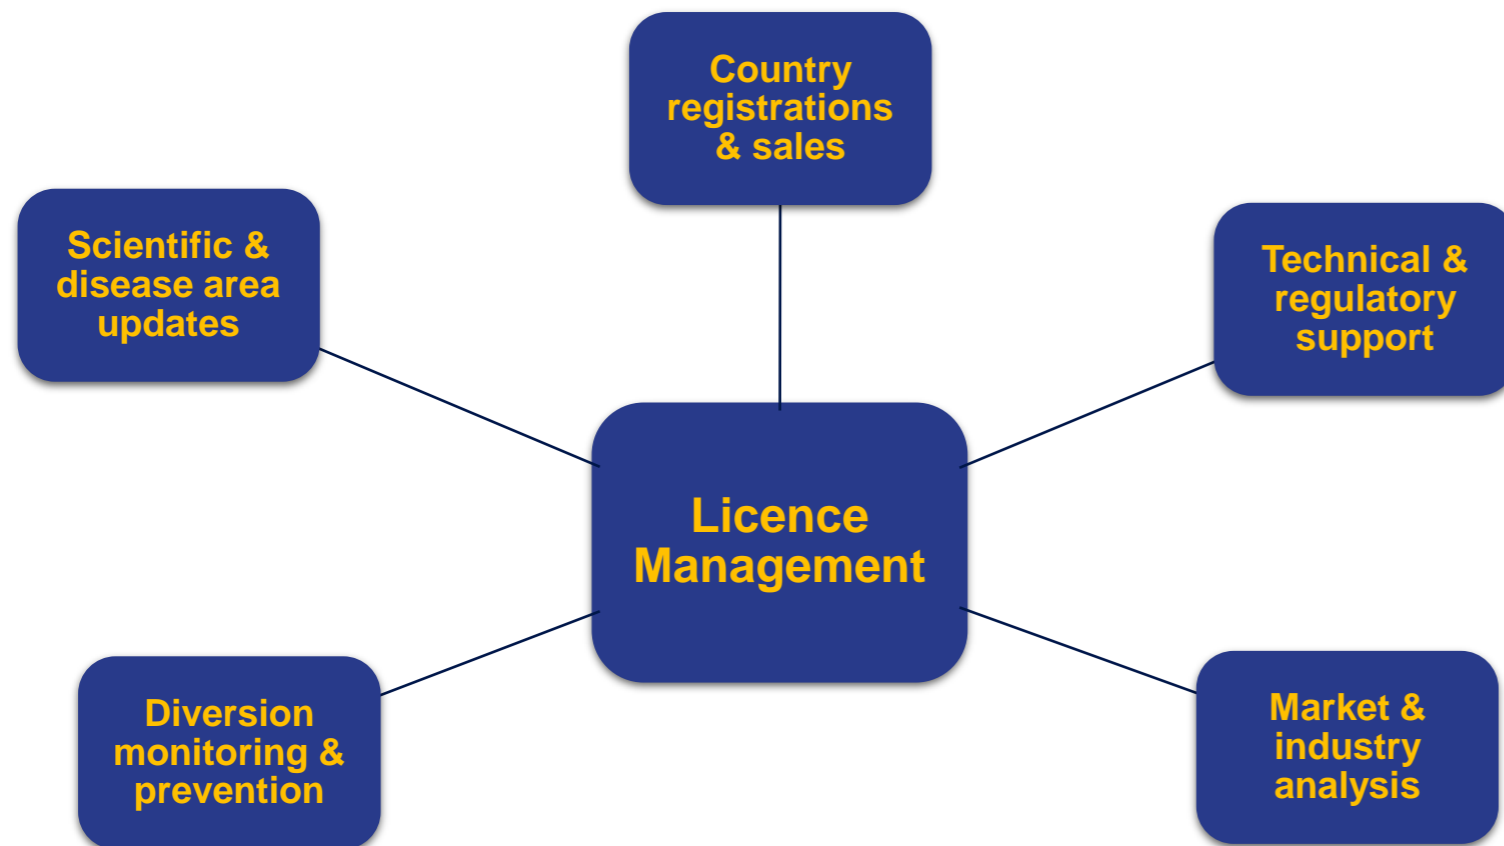 Country
registrations
& sales
Scientific &
disease area
updates
Technical &
regulatory
support
Licence
Management
Diversion
monitoring &
prevention
Market &
industry
analysis